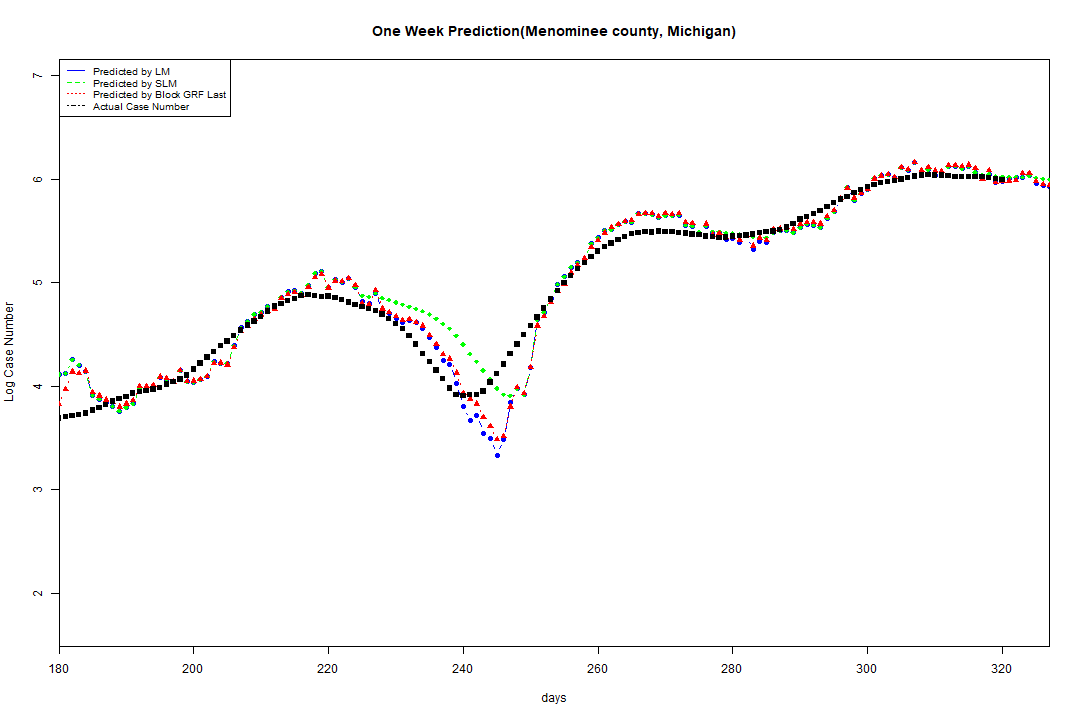 One Week Prediction(Menominee county, Michigan)
Predicted by LM
Predicted by SLM
Predicted by Block GRF Last
Actual Case Number
7
6
5
4
3
2
Log Case Number
180 200 220 240 260 280 300 320
days